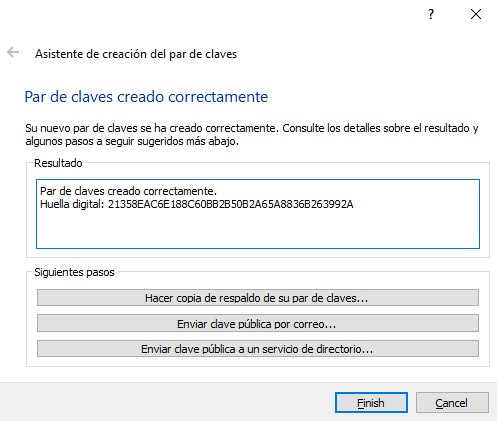 ?
Asistente de creación del par de claves
Par de claves creado correctamente
Su nuevo par de claves se ha creado correctamente. Consulte los detalles sobre el resultado y
algunos pasos a seguir sugeridos más abajo.
Resultado
Par de claves creado correctamente.
Huella digital: 21358EAC6E188C60BB2B50B2A65A8836B263992A
Siguientes pasos
Hacer copia de respaldo de su par de claves...
Enviar clave pública por correo...
Enviar clave pública a un servicio de directorio...
Finish
Cancel